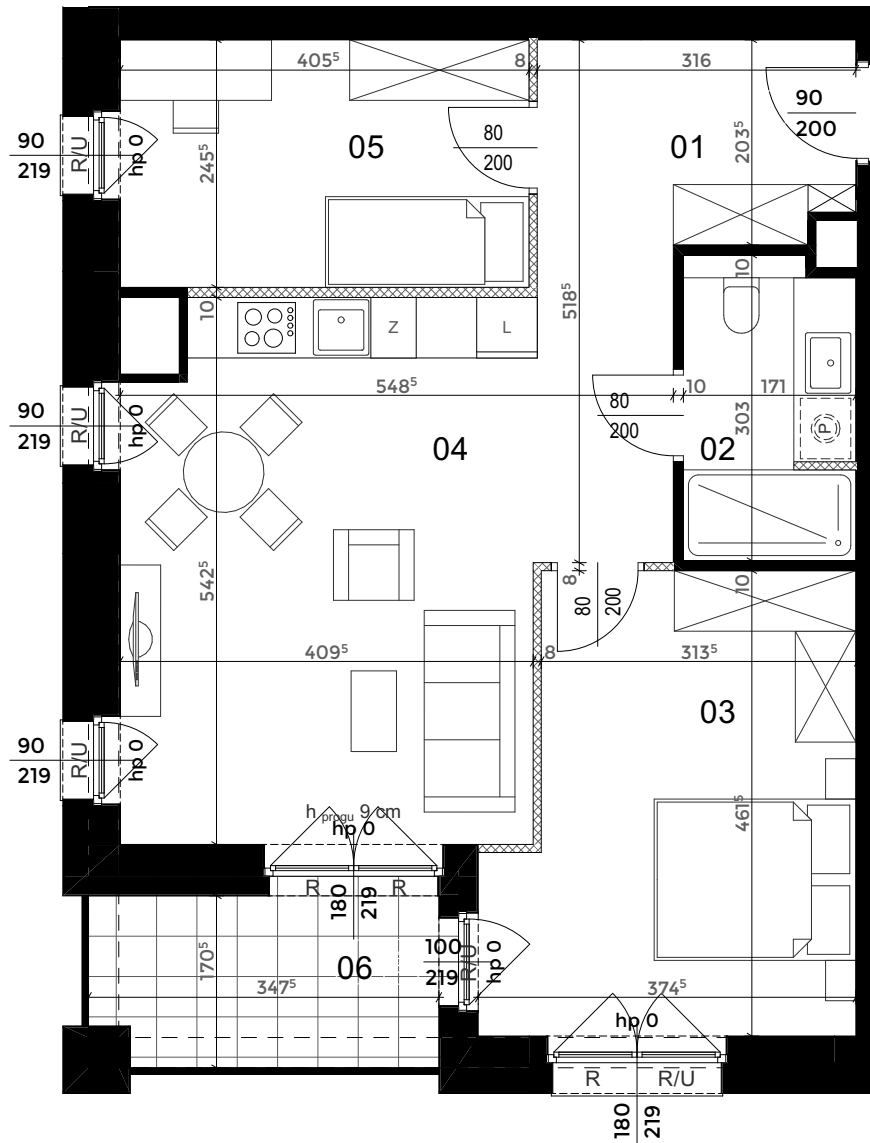 405⁵
8
316
90
200
80
200
05
01
203⁵
90
219
R/U
hp 0
245⁵
10
10
518⁵
Z
L
548⁵
10
171
80
200
90
219
R/U
hp 0
04
02
303
P
542⁵
8
80
200
10
409⁵
8
313⁵
03
90
219
R/U
hp 0
461⁵
h progu 9 cm
hp 0
R
R
180
219
100
219
R/U
hp 0
06
170⁵
347⁵
374⁵
hp 0
R
R/U
180
219